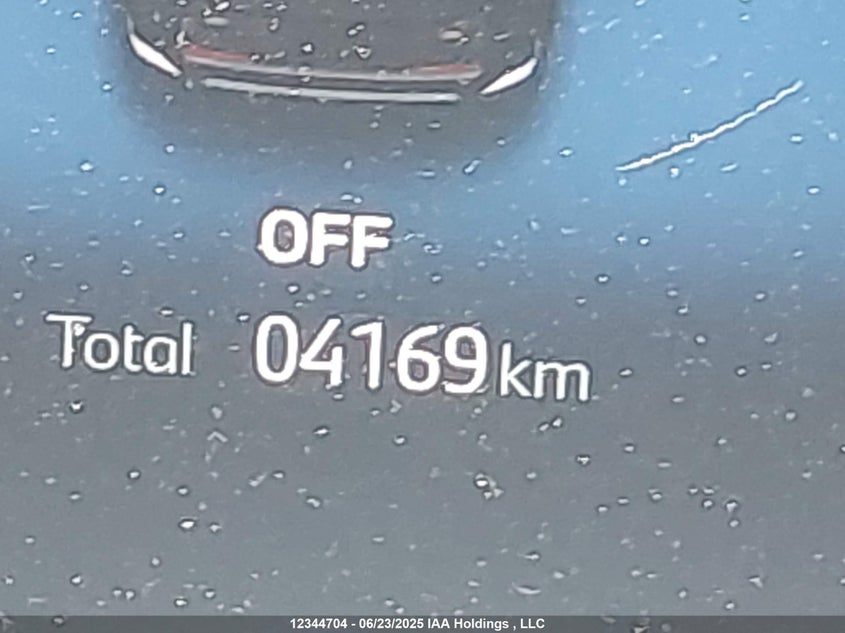 OFF
Total 04169 km
12344704 - 06/23/2025 IAA Holdings , LLC